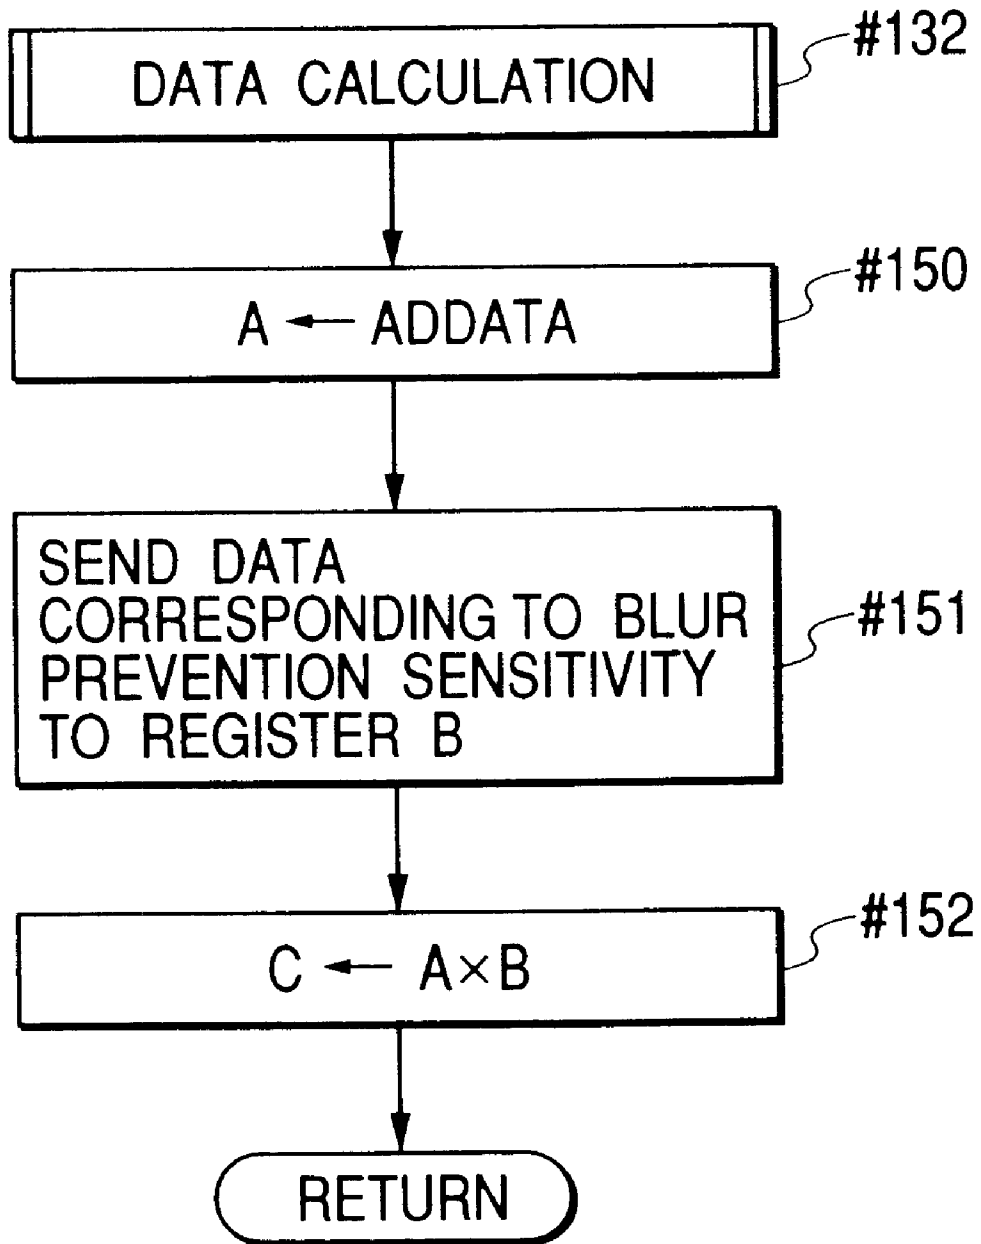 #132
DATA CALCULATION
#150
A ← ADDATA
SEND DATA
CORRESPONDING TO BLUR
PREVENTION SENSITIVITY
TO REGISTER B
#151
#152
C ← A×B
RETURN